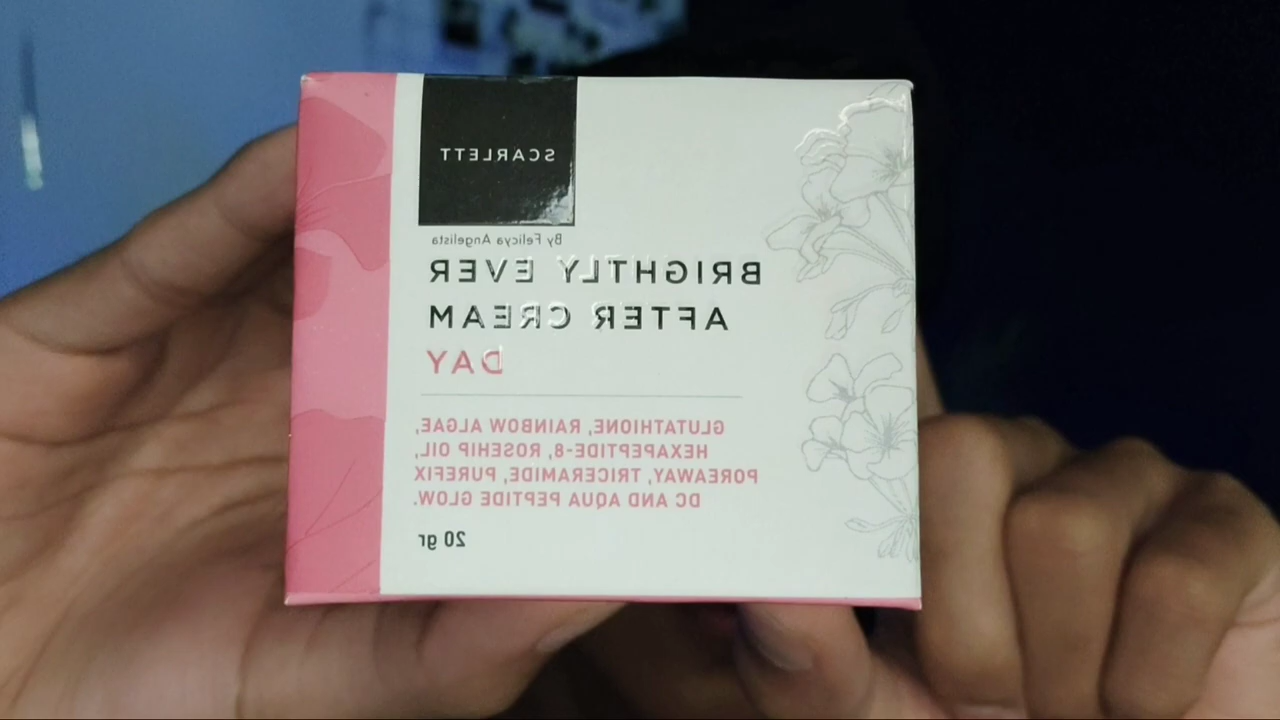 SCARLETT
By Felicya Angelista
BRIGHTLY EVER
AFTER CREAM
DAY
GLUTATHIONE, RAINBOW ALGAE,
HEXAPEPTIDE-8, ROSEHIP OIL,
POREAWAY, TRICERAMIDE, PUREFIX
DC AND AQUA PEPTIDE GLOW.
20 gr